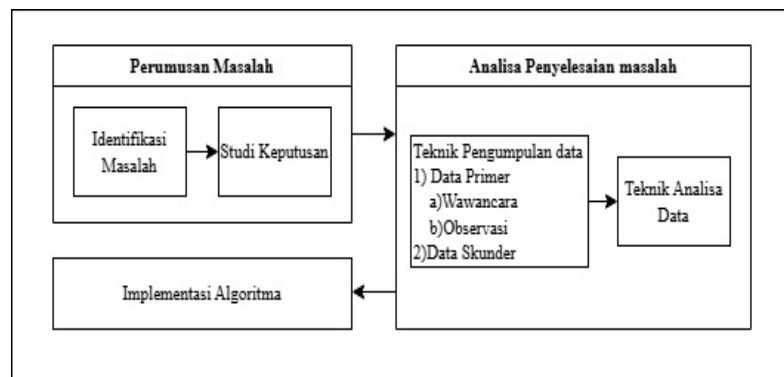 Perumusan Masalah
Identifikasi
Masalah
Studi Keputusan
Analisa Penyelesaian masalah
Teknik Pengumpulan data
1) Data Primer
a)Wawancara
b)Observasi
2)Data Skunder
Teknik Analisa
Data
Implementasi Algoritma